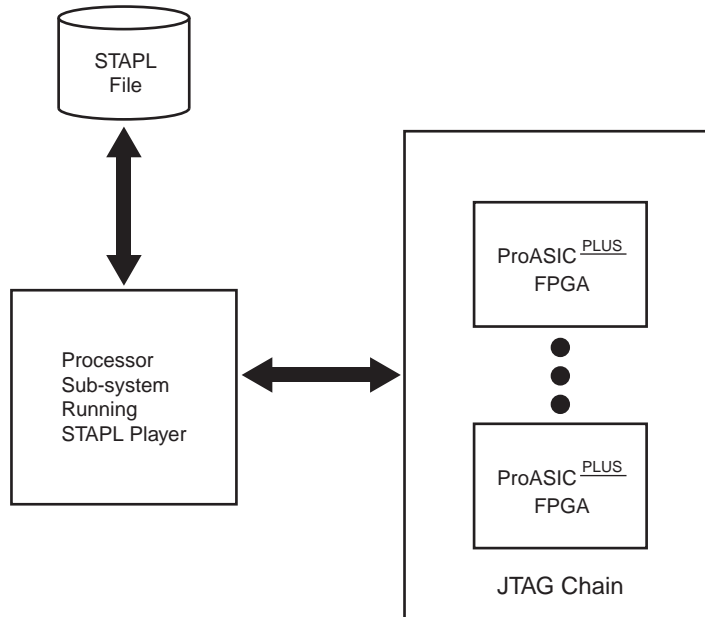 STAPL
File
Processor
Sub-system
Running
STAPL Player
ProASIC PLUS
FPGA
ProASIC PLUS
FPGA
JTAG Chain